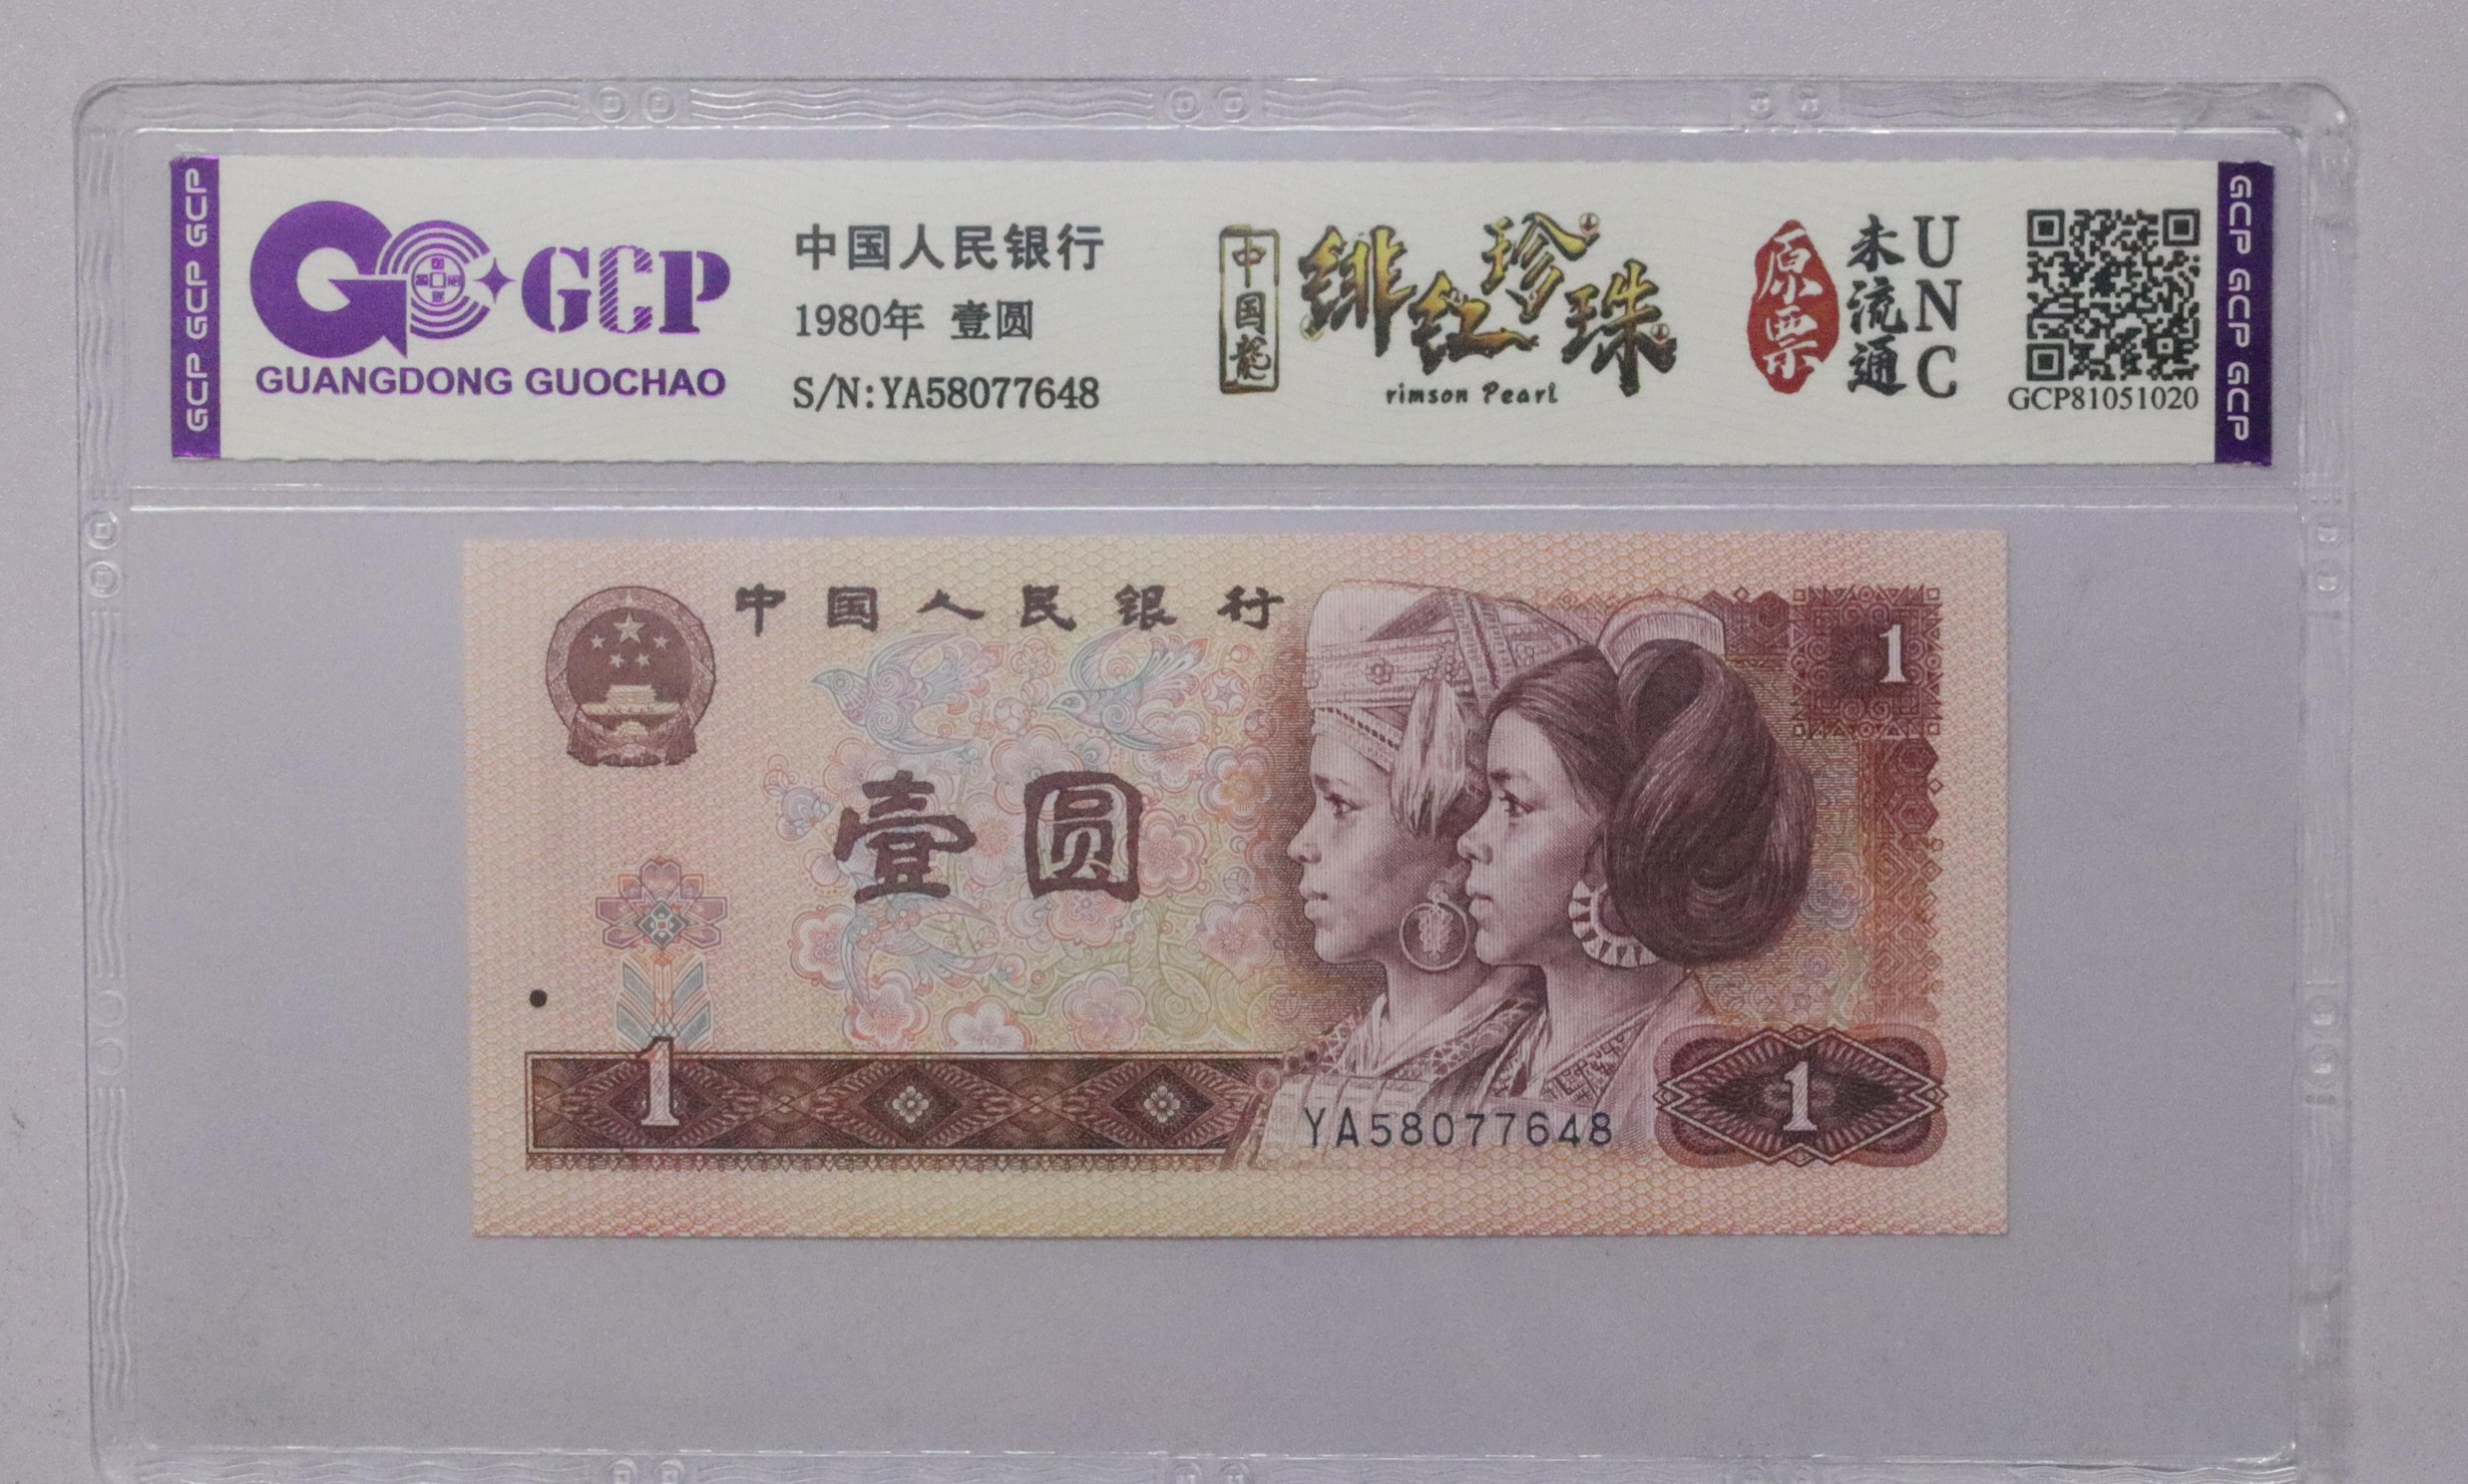 GCP GCP GCP
GCP
GUANGDONG GUOCHAO
中国人民银行
1980年 壹圆
S/N:YA58077648
中国龍
绯红珍珠
rimson Pearl
原票
未流通
UNC
GCP81051020
GCP GCP GCP
中国人民银行
1
壹圆
1
YA58077648
1